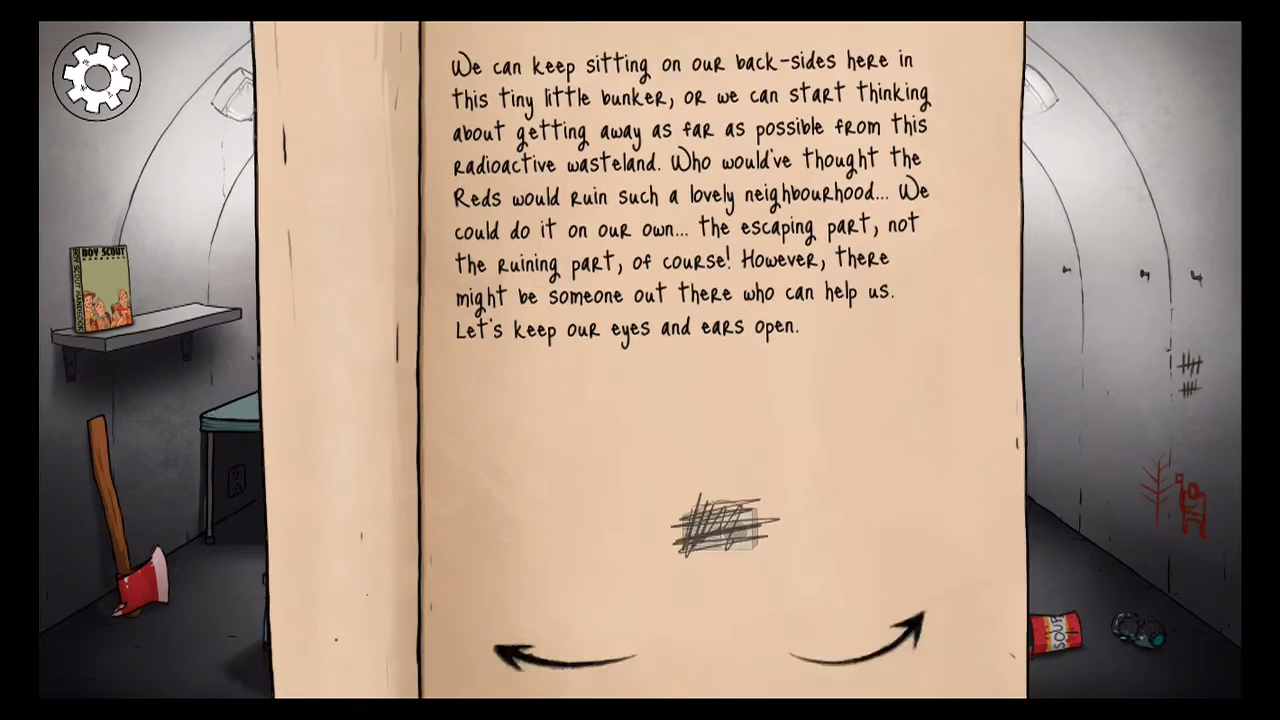 We can keep sitting on our back-sides here in
this tiny little bunker, or we can start thinking
about getting away as far as possible from this
radioactive wasteland. Who would've thought the
Reds would ruin such a lovely neighbourhood... We
could do it on our own... the escaping part, not
the ruining part, of course! However, there
might be someone out there who can help us.
Let's keep our eyes and ears open.
BOY SCOUT
BOY SCOUT HANDBOOK
SOUP